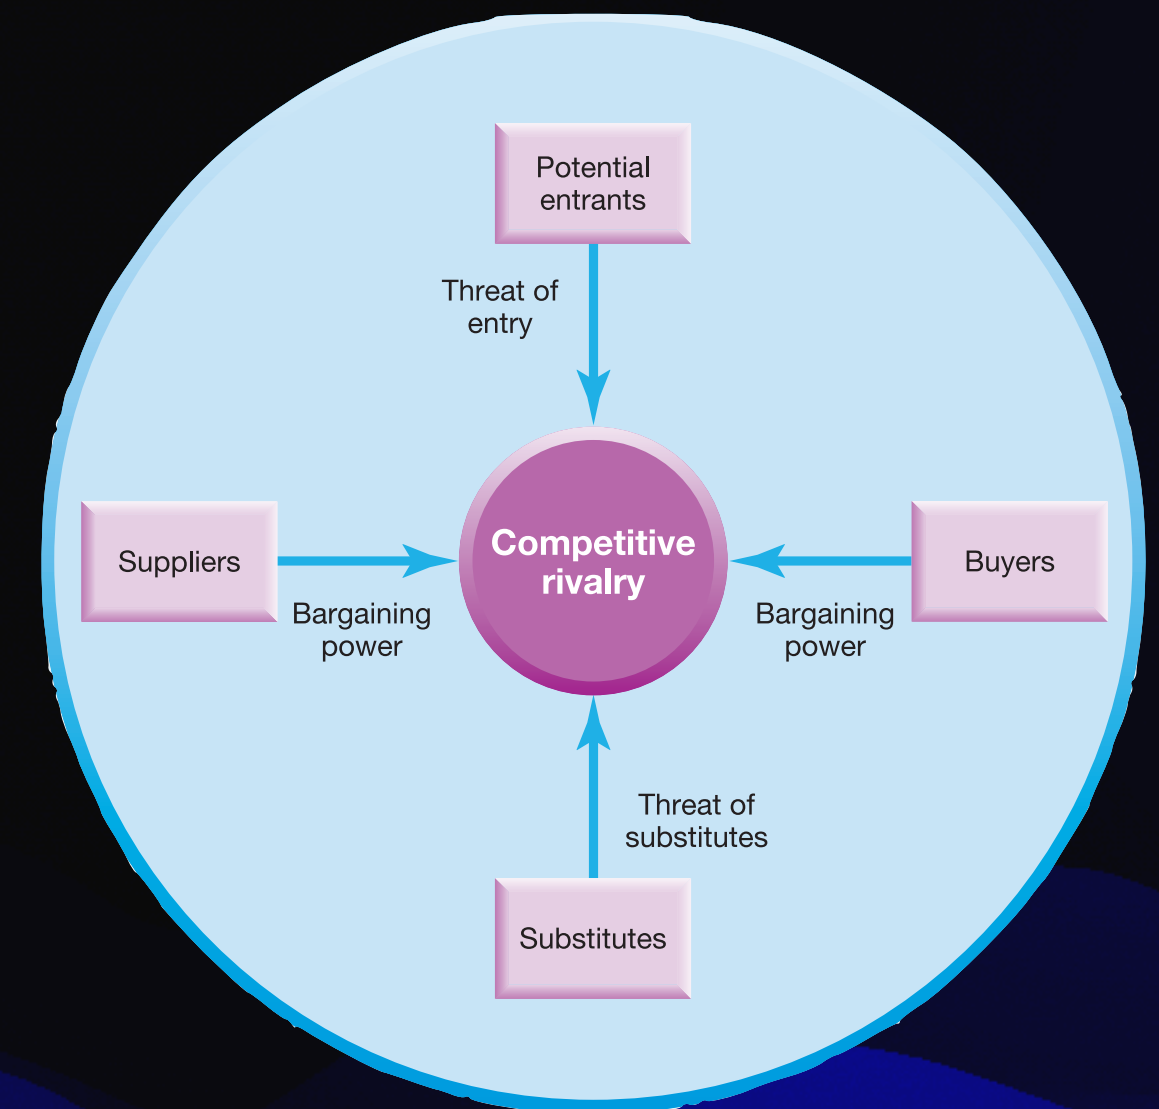 Potential
entrants
Threat of
entry
Suppliers
Bargaining
power
Competitive
rivalry
Buyers
Bargaining
power
Threat of
substitutes
Substitutes